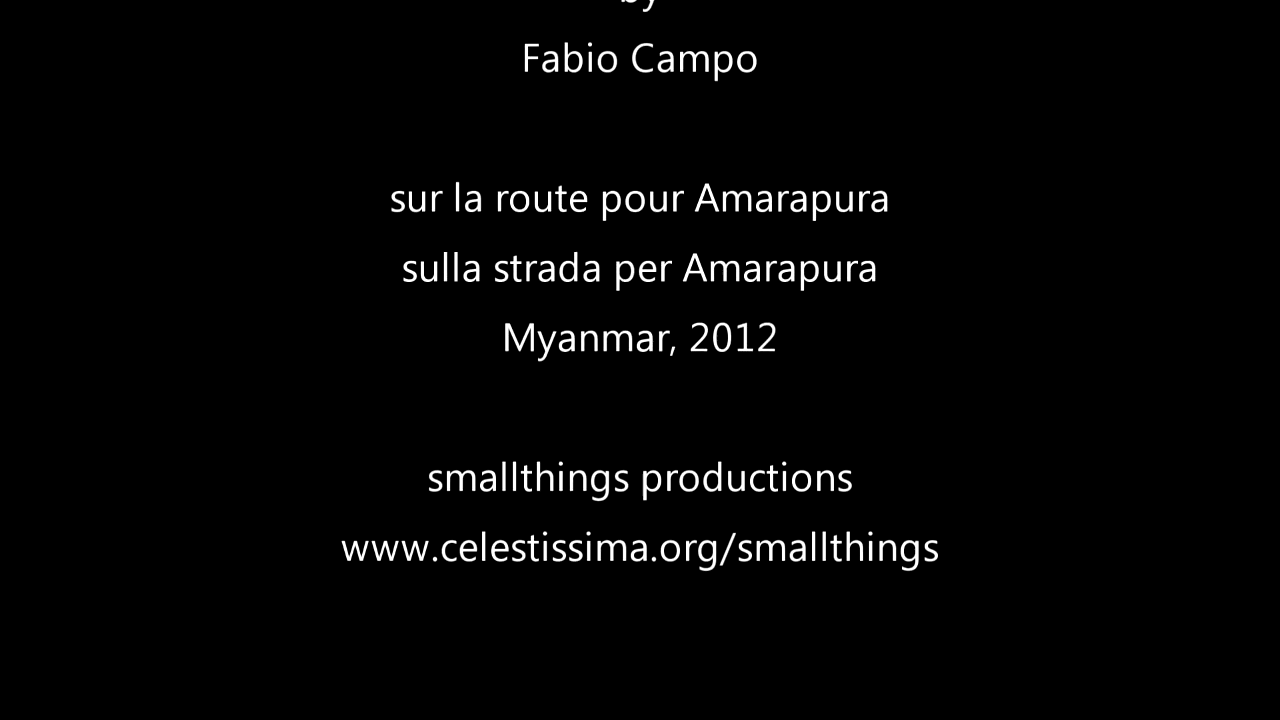 by
Fabio Campo
sur la route pour Amarapura
sulla strada per Amarapura
Myanmar, 2012
smallthings productions
www.celestissima.org/smallthings